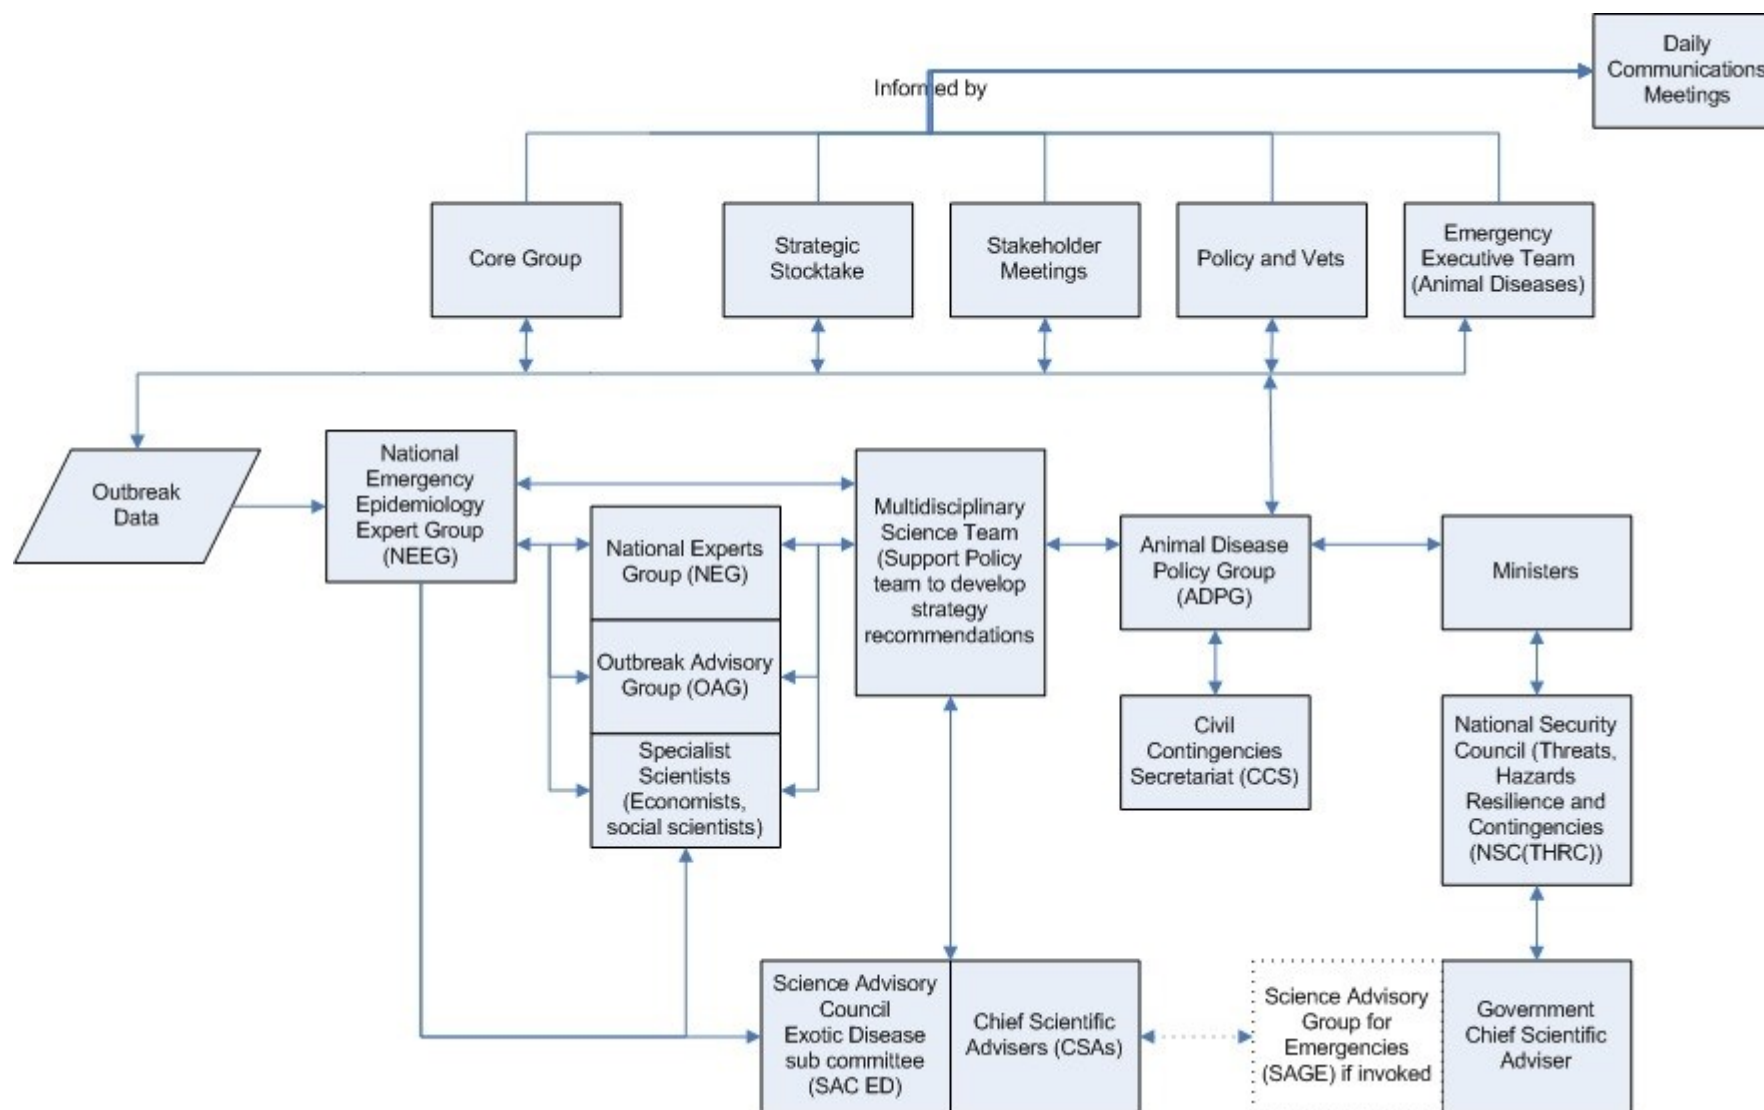 Daily
Communications
Meetings
Informed by
Core Group
Strategic
Stocktake
Stakeholder
Meetings
Policy and Vets
Emergency
Executive Team
(Animal Diseases)
Outbreak
Data
National
Emergency
Epidemiology
Expert Group
(NEEG)
National Experts
Group (NEG)
Outbreak Advisory
Group (OAG)
Specialist
Scientists
(Economists,
social scientists)
Multidisciplinary
Science Team
(Support Policy
team to develop
strategy
recommendations
Animal Disease
Policy Group
(ADPG)
Ministers
Civil
Contingencies
Secretariat (CCS)
National Security
Council (Threats,
Hazards
Resilience and
Contingencies
(NSC(THRC))
Science Advisory
Council
Exotic Disease
sub committee
(SAC ED)
Chief Scientific
Advisers (CSAs)
Science Advisory
Group for
Emergencies
(SAGE) if invoked
Government
Chief Scientific
Adviser